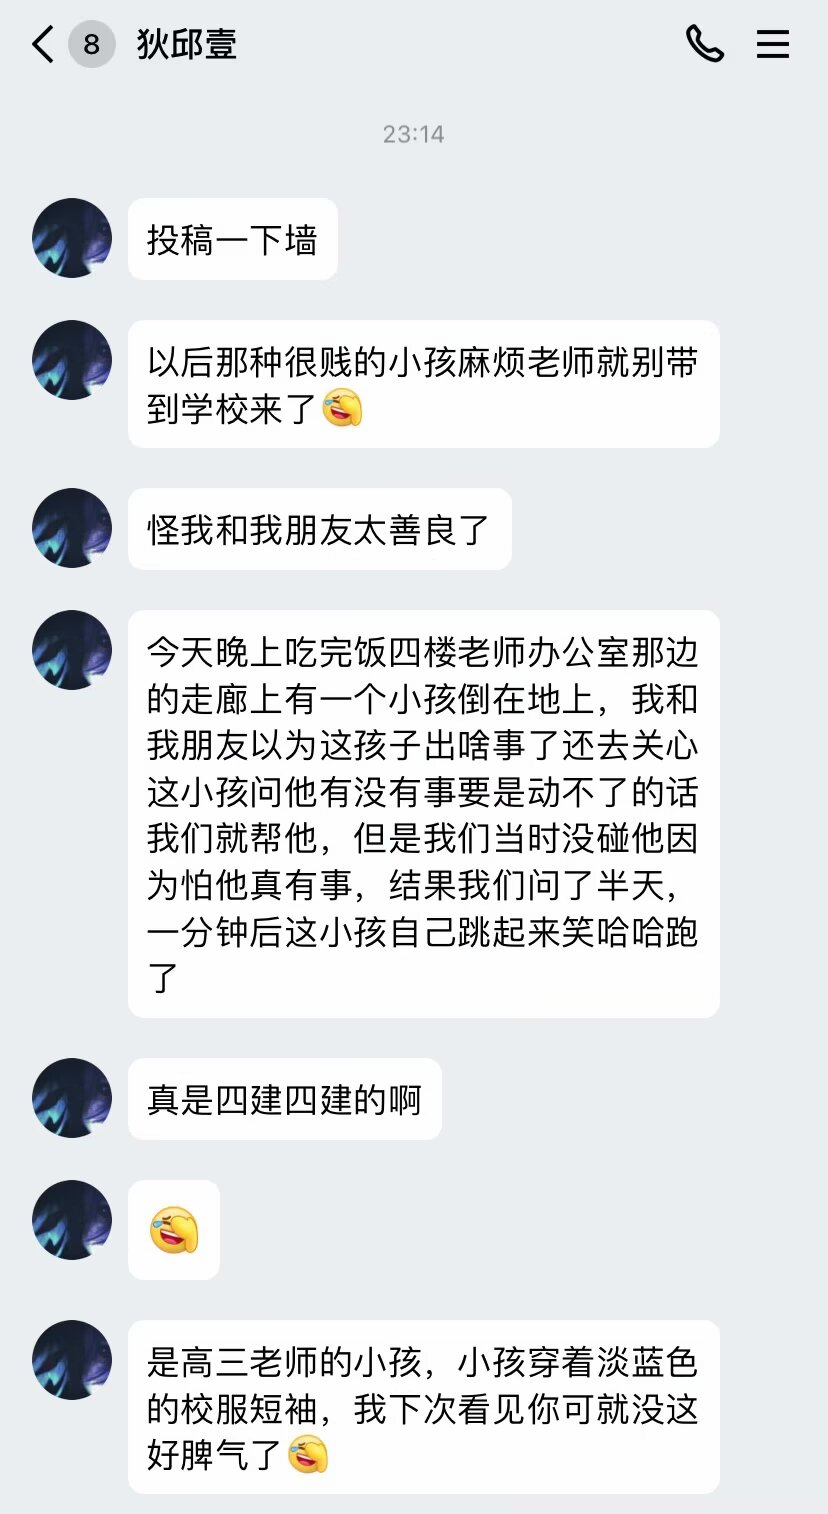 8 狄邱壹
23:14
投稿一下墙
以后那种很贱的小孩麻烦老师就别带
到学校来了🤣
怪我和我朋友太善良了
今天晚上吃完饭四楼老师办公室那边
的走廊上有一个小孩倒在地上，我和
我朋友以为这孩子出啥事了还去关心
这小孩问他有没有事要是动不了的话
我们就帮他，但是我们当时没碰他因
为怕他真有事，结果我们问了半天，
一分钟后这小孩自己跳起来笑哈哈跑
了
真是四建四建的啊
是高三老师的小孩，小孩穿着淡蓝色
的校服短袖，我下次看见你可就没这
好脾气了